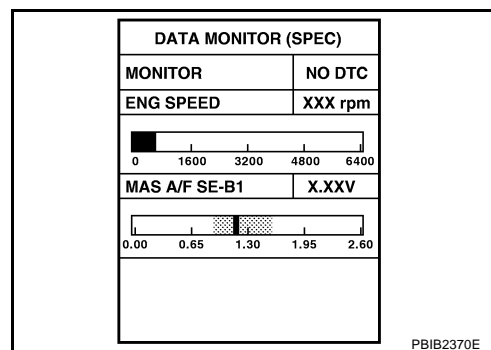 DATA MONITOR (SPEC)
MONITOR NO DTC
ENG SPEED XXX rpm
0 1600 3200 4800 6400
MAS A/F SE-B1 X.XXV
0.00 0.65 1.30 1.95 2.60
PBIB2370E